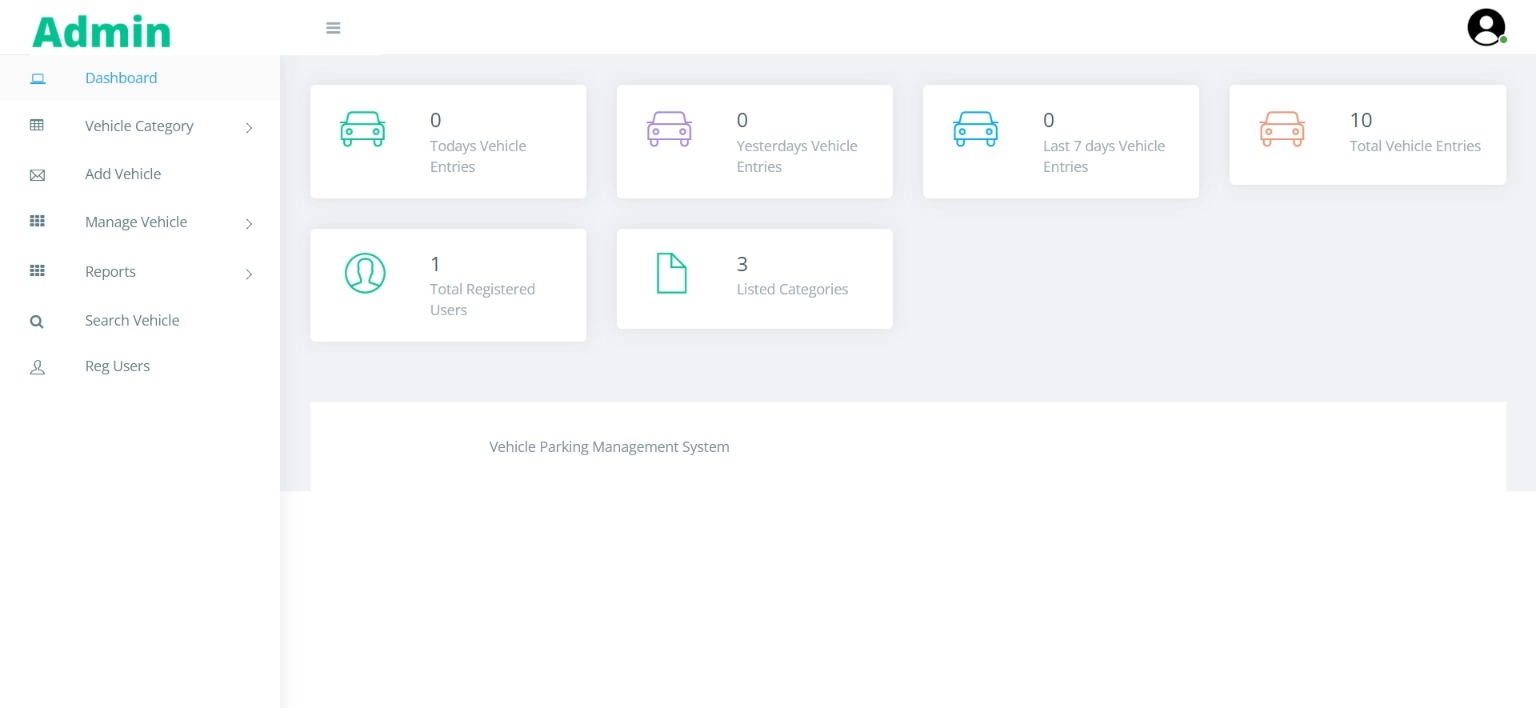 Admin
Dashboard
Vehicle Category
Add Vehicle
Manage Vehicle
Reports
Search Vehicle
Reg Users
0
Todays Vehicle
Entries
0
Yesterdays Vehicle
Entries
0
Last 7 days Vehicle
Entries
10
Total Vehicle Entries
1
Total Registered
Users
3
Listed Categories
Vehicle Parking Management System